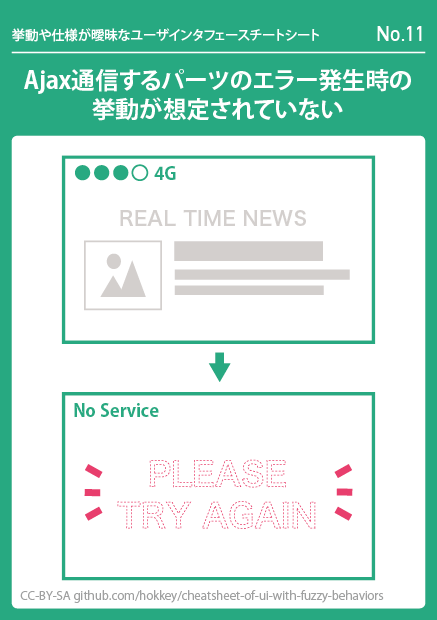 挙動や仕様が曖昧なユーザインタフェースチートシート No.11
Ajax通信するパーツのエラー発生時の
挙動が想定されていない
4G
REAL TIME NEWS
No Service
PLEASE
TRY AGAIN
CC-BY-SA github.com/hokkey/cheatsheet-of-ui-with-fuzzy-behaviors